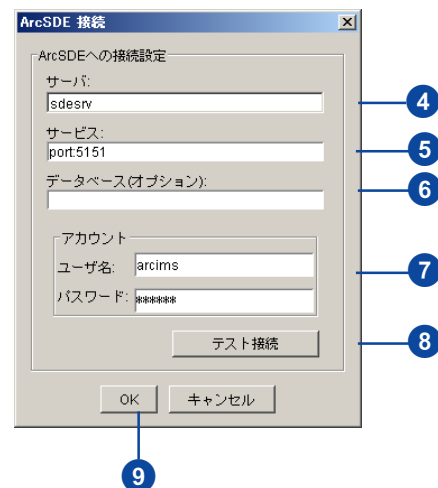 ArcSDE 接続
ArcSDEへの接続設定
サーバ:
sdesrv
4
サービス:
port:5151
5
データベース(オプション):
6
アカウント
ユーザ名: arcims
7
パスワード: ******
テスト接続
8
OK キャンセル
9